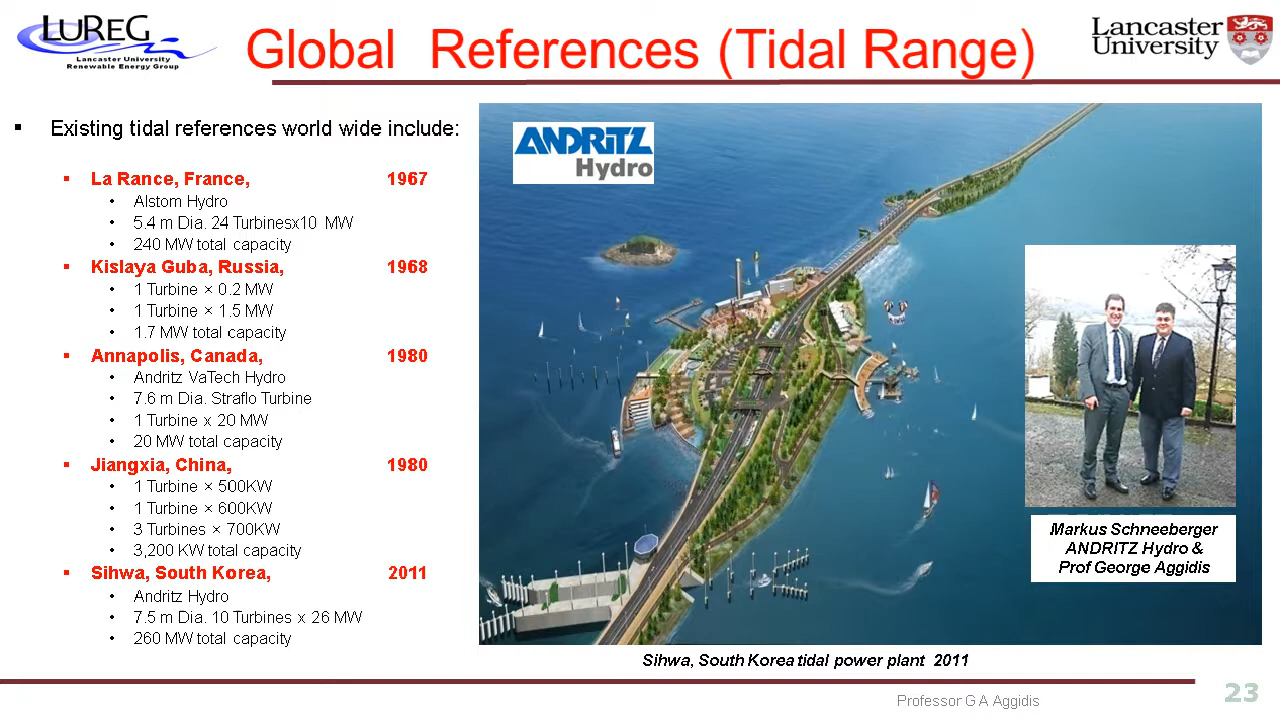 LUREG
Lancaster University
Renewable Energy Group
Global References (Tidal Range)
Lancaster
University
▪ Existing tidal references world wide include:
▪ La Rance, France, 1967
• Alstom Hydro
• 5.4 m Dia. 24 Turbinesx10 MW
• 240 MW total capacity
▪ Kislaya Guba, Russia, 1968
• 1 Turbine × 0.2 MW
• 1 Turbine × 1.5 MW
• 1.7 MW total capacity
▪ Annapolis, Canada, 1980
• Andritz VaTech Hydro
• 7.6 m Dia. Straflo Turbine
• 1 Turbine x 20 MW
• 20 MW total capacity
▪ Jiangxia, China, 1980
• 1 Turbine × 500KW
• 1 Turbine × 600KW
• 3 Turbines × 700KW
• 3,200 KW total capacity
▪ Sihwa, South Korea, 2011
• Andritz Hydro
• 7.5 m Dia. 10 Turbines x 26 MW
• 260 MW total capacity
ANDRITZ
Hydro
Markus Schneeberger
ANDRITZ Hydro &
Prof George Aggidis
Sihwa, South Korea tidal power plant 2011
Professor G A Aggidis
23